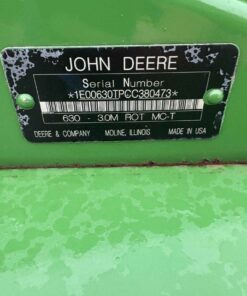 JOHN DEERE
Serial Number
*1E00630TPCC380473*
630 - 3.0M ROT MC-T
DEERE & COMPANY MOLINE, ILLINOIS MADE IN USA